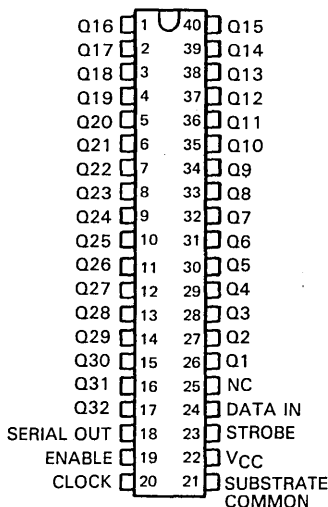 Q16 1 40 Q15
Q17 2 39 Q14
Q18 3 38 Q13
Q19 4 37 Q12
Q20 5 36 Q11
Q21 6 35 Q10
Q22 7 34 Q9
Q23 8 33 Q8
Q24 9 32 Q7
Q25 10 31 Q6
Q26 11 30 Q5
Q27 12 29 Q4
Q28 13 28 Q3
Q29 14 27 Q2
Q30 15 26 Q1
Q31 16 25 NC
Q32 17 24 DATA IN
SERIAL OUT 18 23 STROBE
ENABLE 19 22 VCC
CLOCK 20 21 SUBSTRATE
COMMON